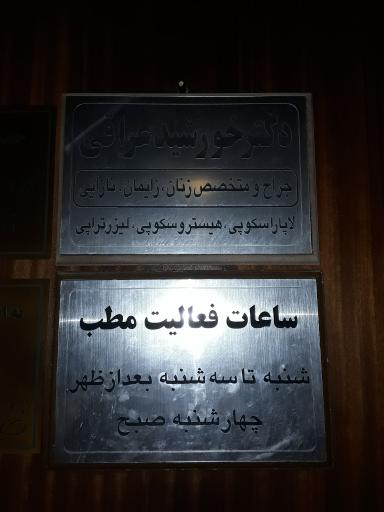 دکتر خورشید عراقی
جراح و متخصص زنان، زایمان، نازایی
لاپاراسکوپی، هیستروسکوپی، لیزرتراپی
ساعات فعالیت مطب
شنبه تا سه شنبه بعدازظهر
چهارشنبه صبح